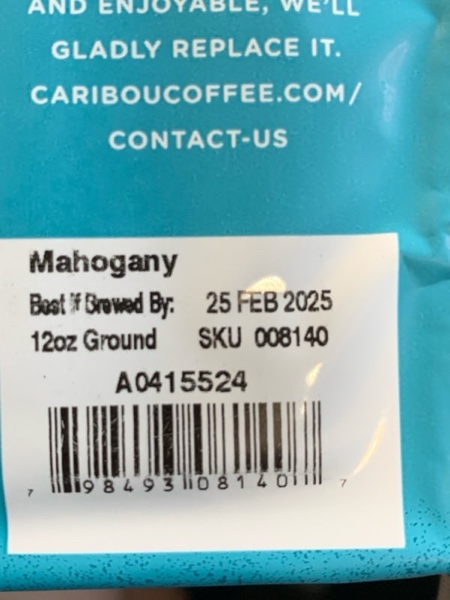 AND ENJOYABLE, WE'LL
GLADLY REPLACE IT.
CARIBOUCOFFEE.COM/
CONTACT-US
Mahogany
Best If Brewed By: 25 FEB 2025
12oz Ground SKU 008140
A0415524
7 98493 08140 7